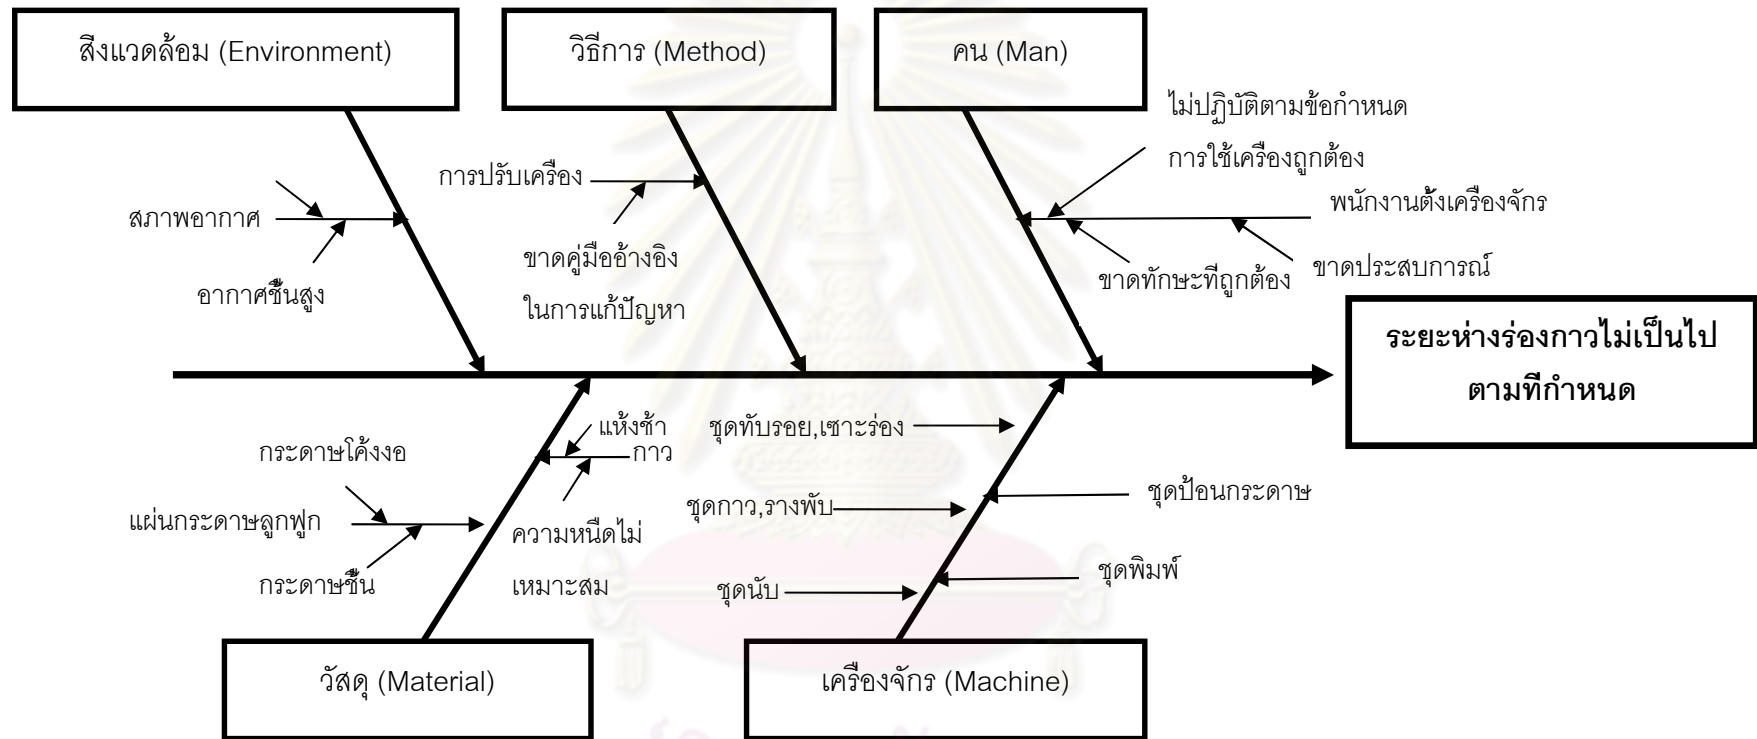 สิ่งแวดล้อม (Environment)
วิธีการ (Method)
คน (Man)
ไม่ปฏิบัติตามข้อกำหนด
การใช้เครื่องถูกต้อง
การปรับเครื่อง
พนักงานตั้งเครื่องจักร
สภาพอากาศ
ขาดคู่มืออ้างอิง
ในการแก้ปัญหา
ขาดทักษะที่ถูกต้อง
ขาดประสบการณ์
อากาศชื้นสูง
ระยะห่างร่องกาวไม่เป็นไป
ตามที่กำหนด
แห้งช้า
กาว
ชุดทับรอย,เซาะร่อง
กระดาษโค้งงอ
ชุดป้อนกระดาษ
ชุดกาว,รางพับ
แผ่นกระดาษลูกฟูก
ความหนืดไม่
เหมาะสม
กระดาษชื้น
ชุดพิมพ์
ชุดนับ
วัสดุ (Material)
เครื่องจักร (Machine)